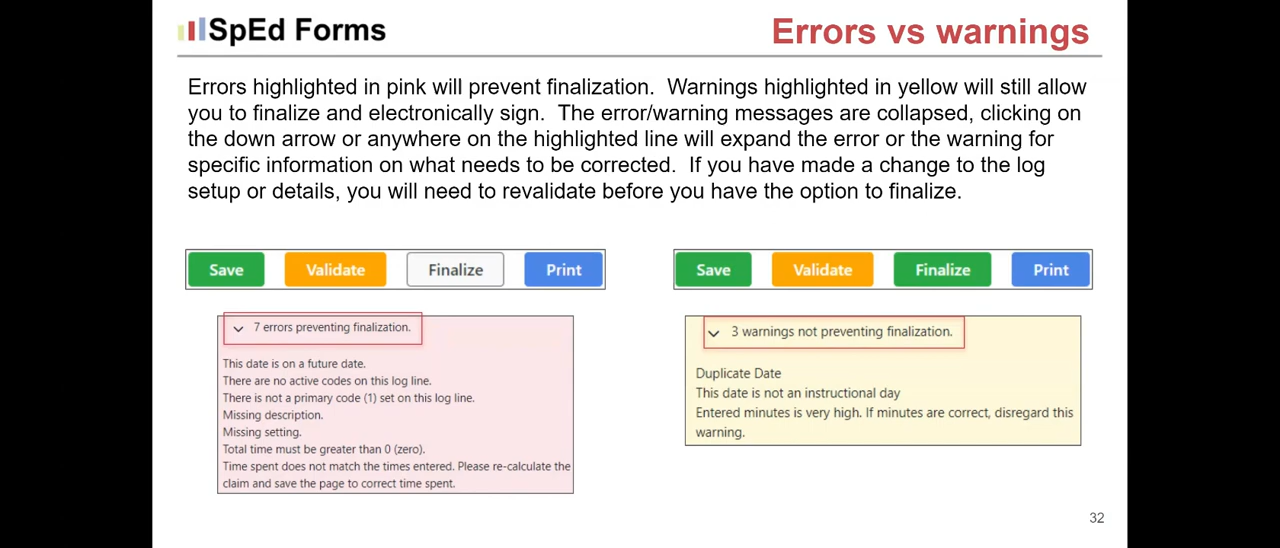 SpEd Forms
Errors vs warnings
Errors highlighted in pink will prevent finalization.  Warnings highlighted in yellow will still allow
you to finalize and electronically sign.  The error/warning messages are collapsed, clicking on
the down arrow or anywhere on the highlighted line will expand the error or the warning for
specific information on what needs to be corrected.  If you have made a change to the log
setup or details, you will need to revalidate before you have the option to finalize.
Save Validate Finalize Print
7 errors preventing finalization.
This date is on a future date.
There are no active codes on this log line.
There is not a primary code (1) set on this log line.
Missing description.
Missing setting.
Total time must be greater than 0 (zero).
Time spent does not match the times entered. Please re-calculate the
claim and save the page to correct time spent.
Save Validate Finalize Print
3 warnings not preventing finalization.
Duplicate Date
This date is not an instructional day
Entered minutes is very high. If minutes are correct, disregard this
warning.
32